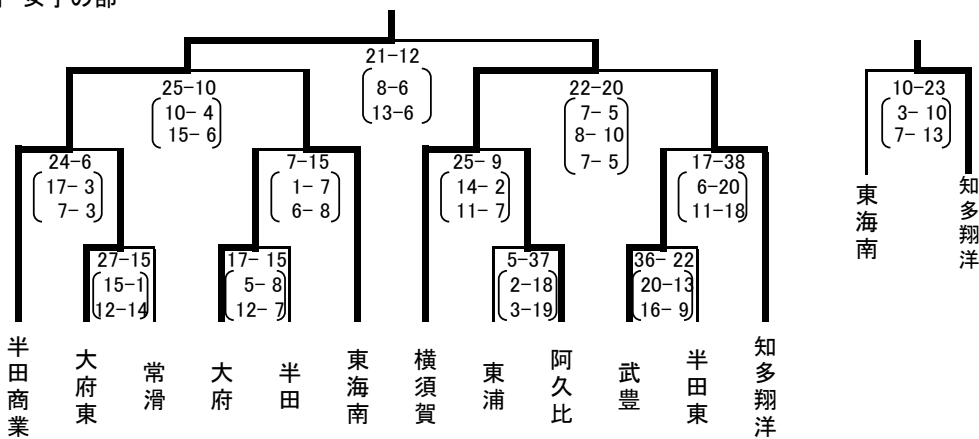 女子の部
21-12
8-6
13-6
25-10
10- 4
15- 6
22-20
7- 5
8- 10
7- 5
10-23
3- 10
7- 13
24-6
17- 3
7- 3
7-15
1- 7
6- 8
25- 9
14- 2
11- 7
17-38
6-20
11-18
東海南
知多翔洋
27-15
15-1
12-14
17- 15
5- 8
12- 7
5-37
2-18
3-19
36- 22
20-13
16- 9
半田商業
大府東
常滑
大府
半田
東海南
横須賀
東浦
阿久比
武豊
半田東
知多翔洋